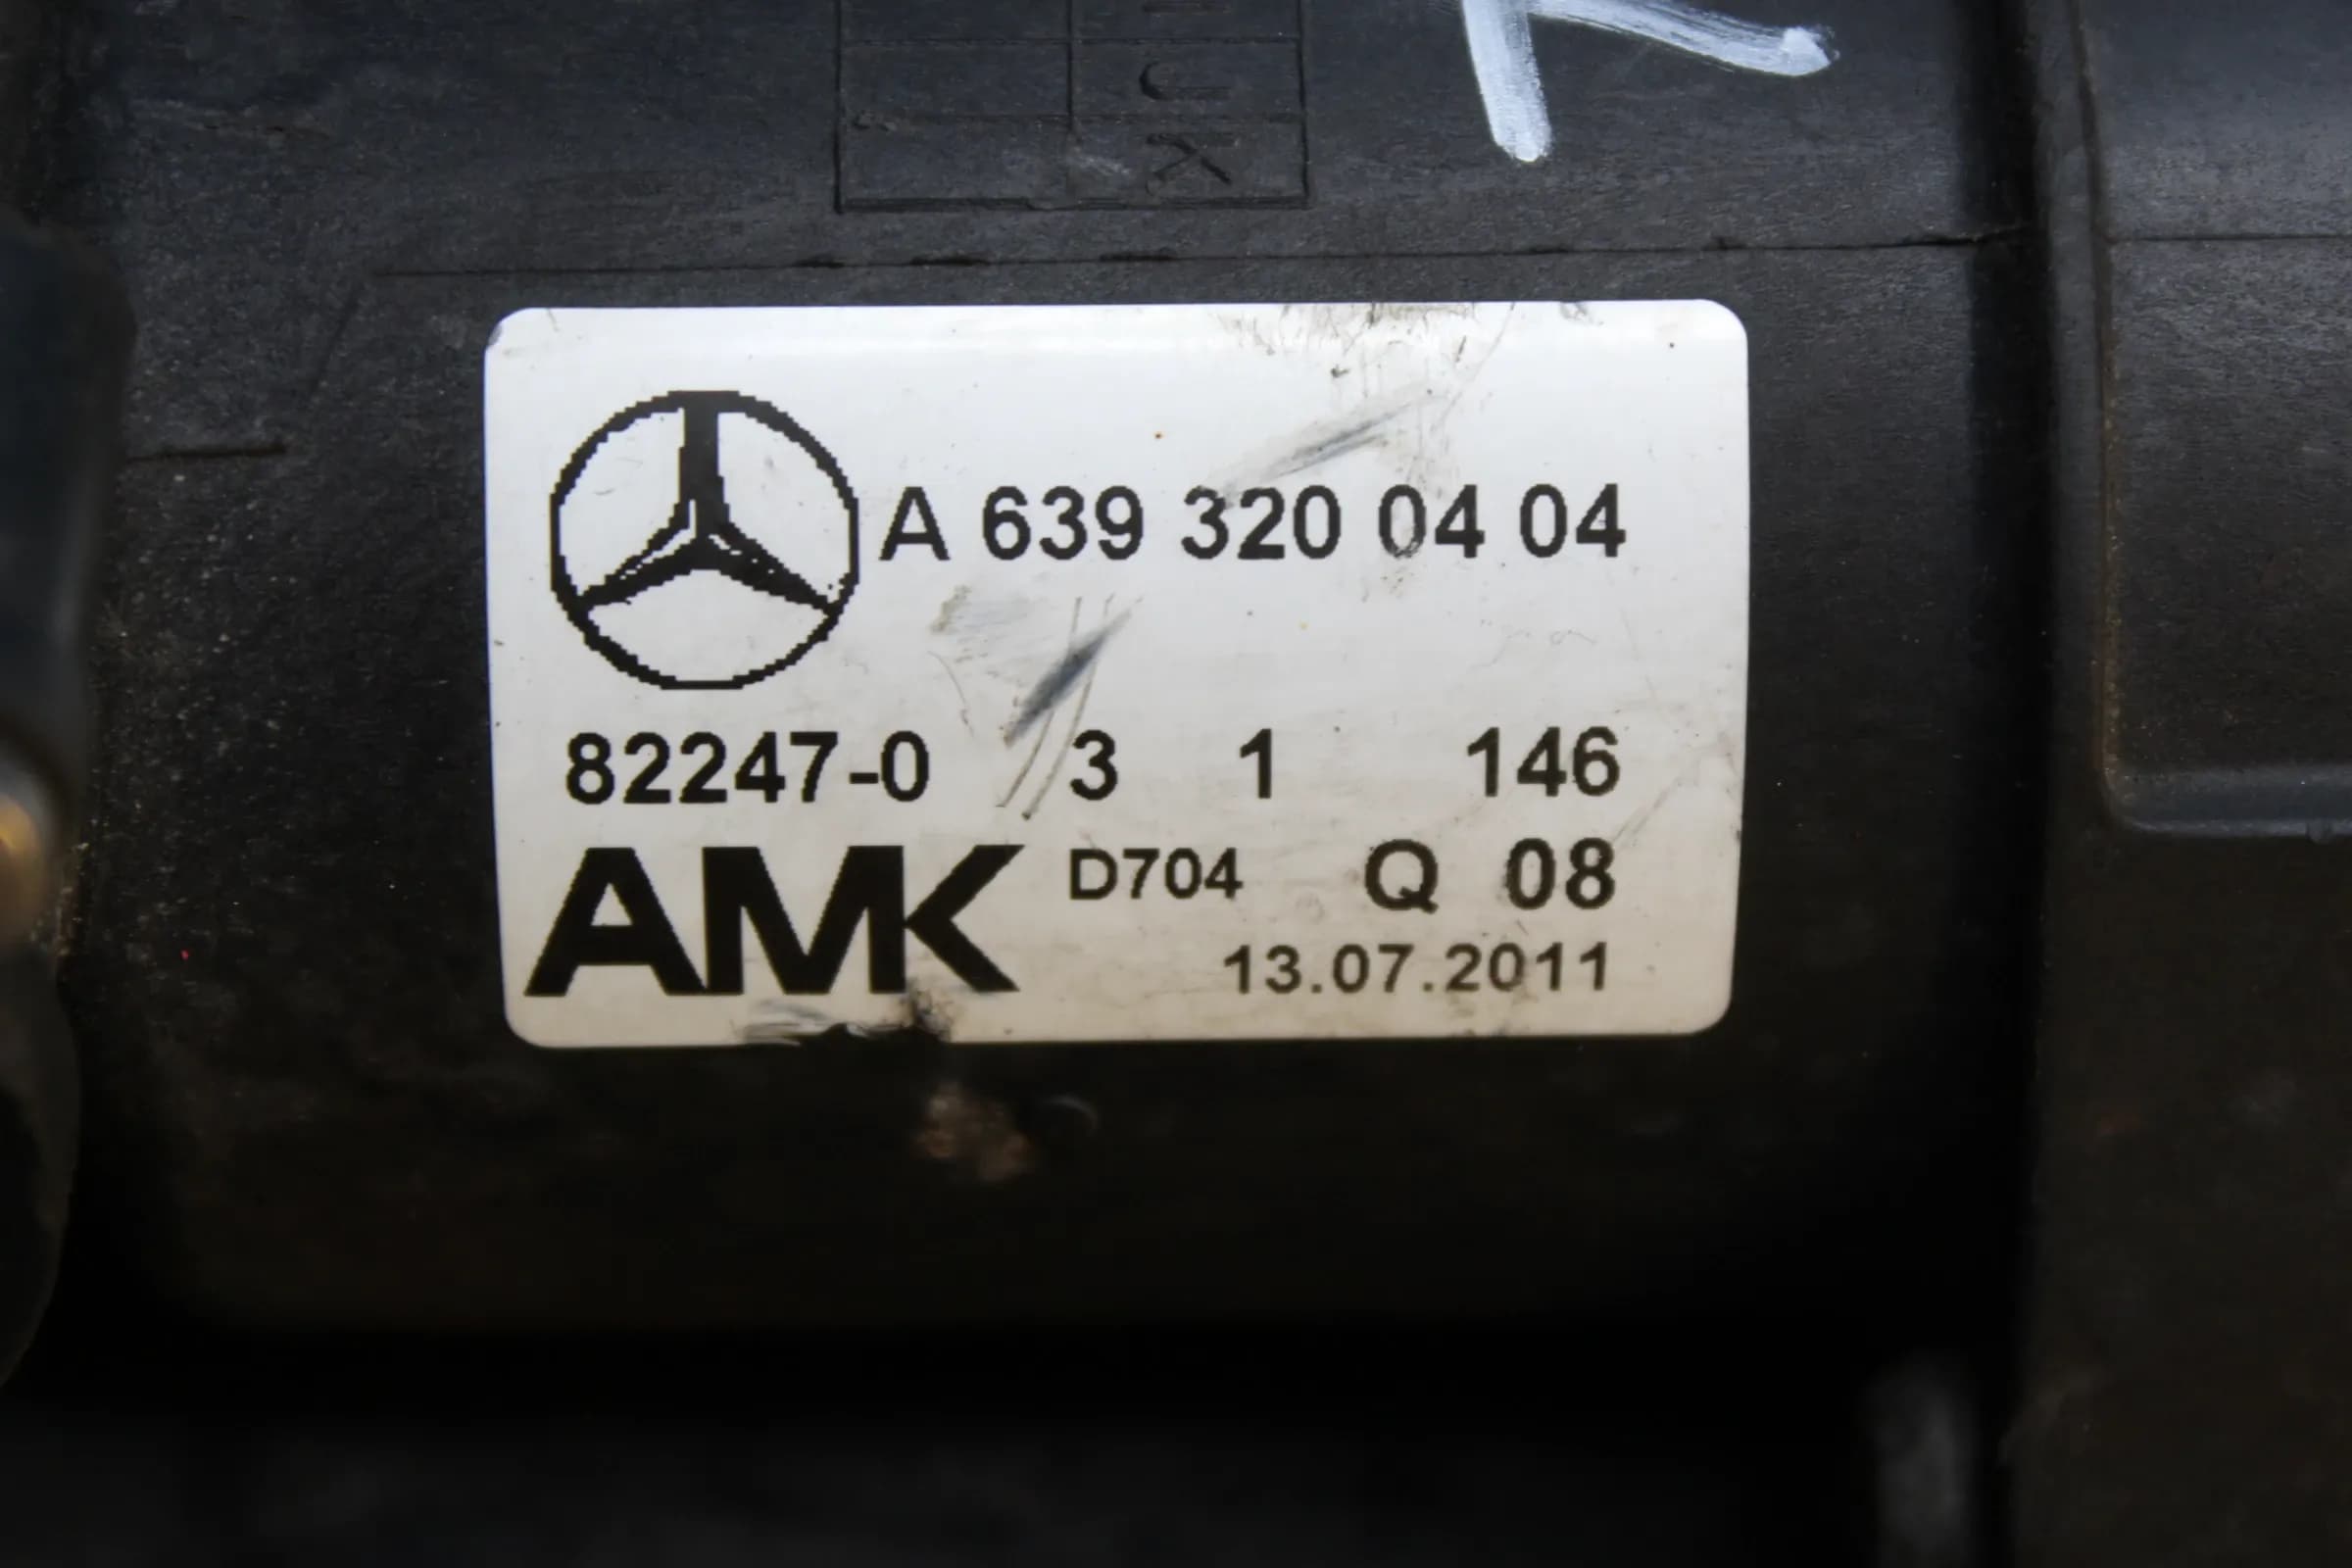 A 639 320 04 04
82247-0 3 1 146
AMK D704 Q 08
13.07.2011